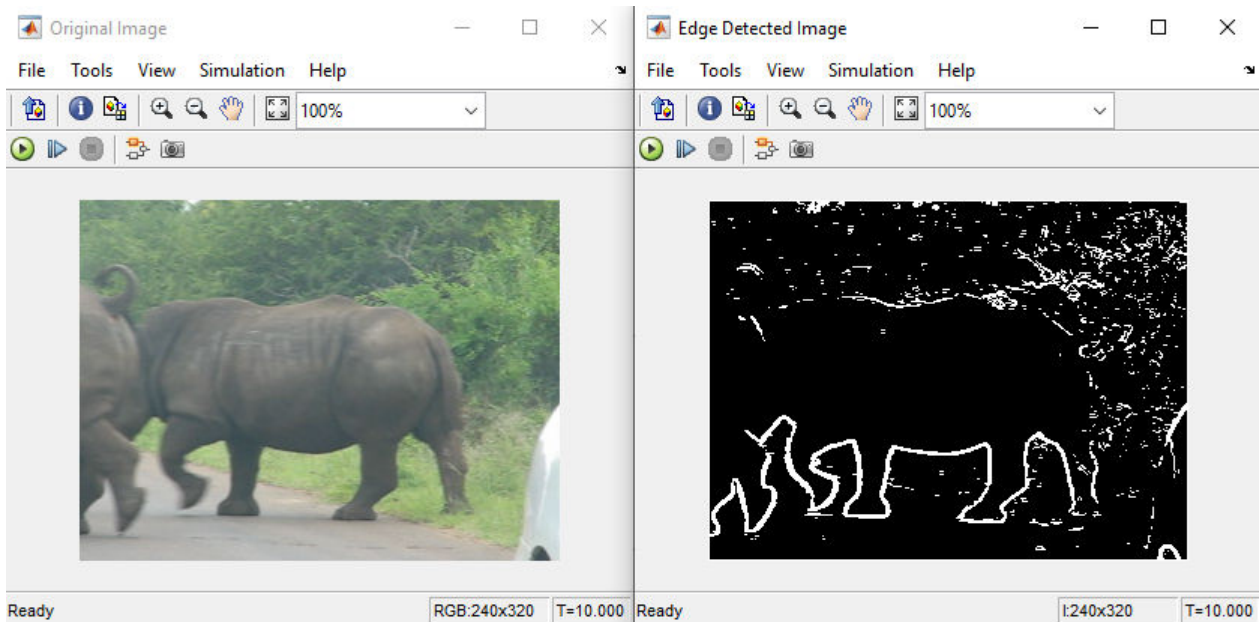 Original Image
File Tools View Simulation Help
100%
Ready RGB:240x320 T=10.000
Edge Detected Image
File Tools View Simulation Help
100%
Ready I:240x320 T=10.000